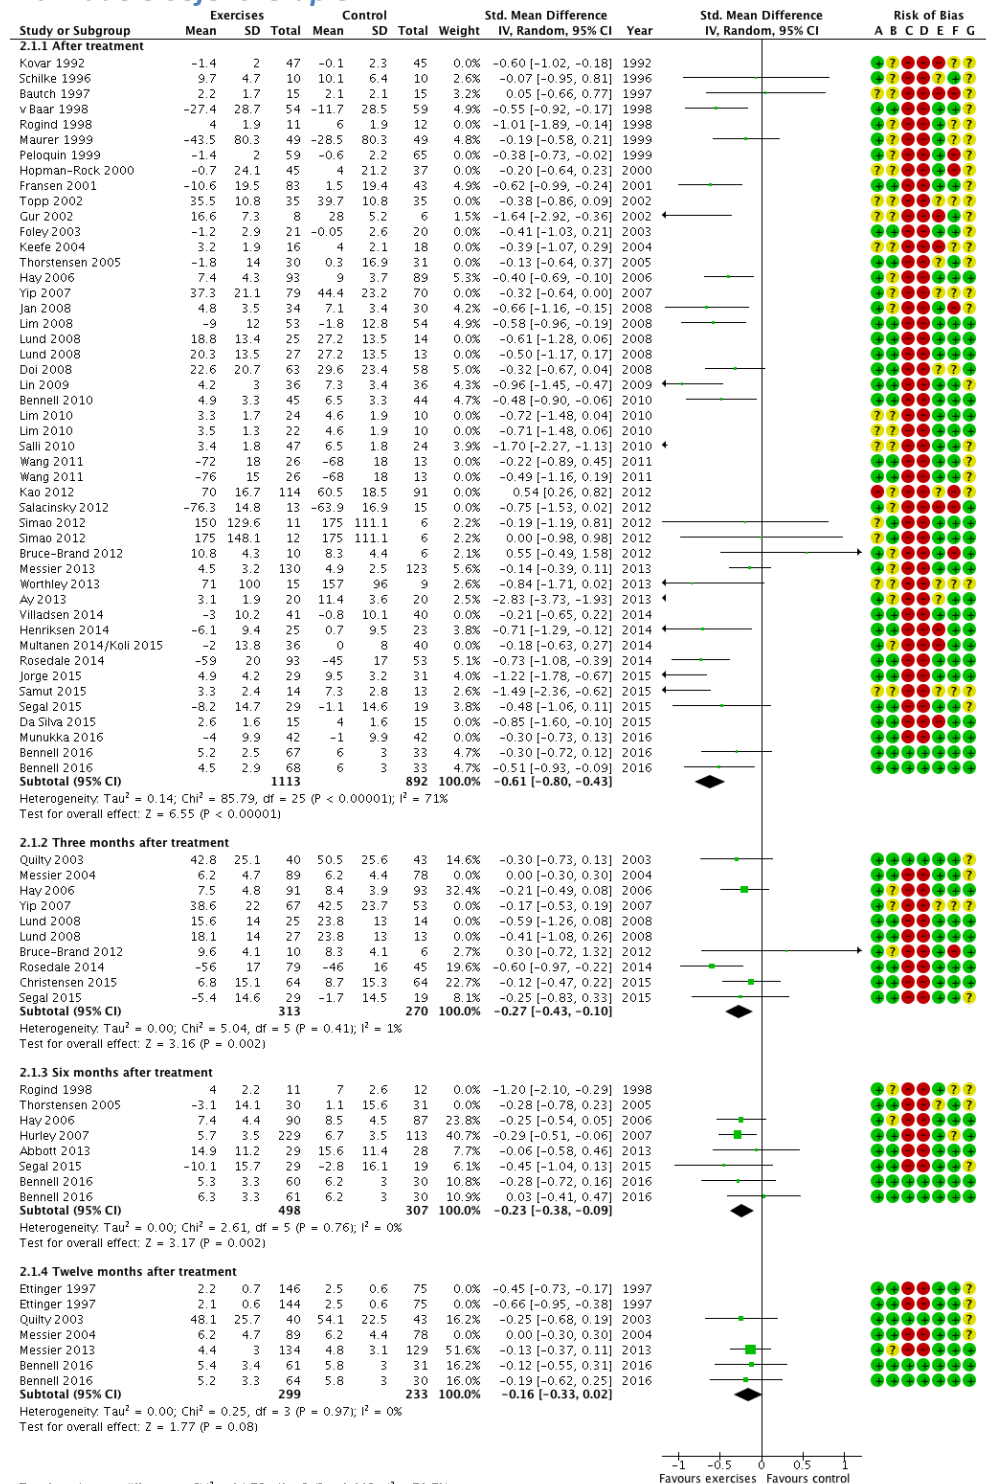 Exercises Control Std. Mean Difference Std. Mean Difference Risk of Bias
Study or Subgroup Mean SD Total Mean SD Total Weight IV, Random, 95% CI Year IV, Random, 95% CI A B C D E F G
2.1.1 After treatment
Kovar 1992 −1.4 2 47 −0.1 2.3 45 0.0% −0.60 [−1.02, −0.18] 1992
Schilke 1996 9.7 4.7 10 10.1 6.4 10 0.0% −0.07 [−0.95, 0.81] 1996
Bautch 1997 2.2 1.7 15 2.1 2.1 15 0.0% 0.05 [−0.66, 0.77] 1997
v Baar 1998 −27.4 28.7 54 −11.7 28.5 59 4.9% −0.55 [−0.92, −0.17] 1998
Rogind 1998 4 1.9 11 6 1.9 12 0.0% −1.01 [−1.89, −0.14] 1998
Maurer 1999 −43.5 80.3 49 −28.5 80.3 49 4.8% −0.19 [−0.58, 0.21] 1999
Peloquin 1999 −1.4 2 59 −0.6 2.2 65 0.0% −0.38 [−0.73, −0.02] 1999
Hopman−Rock 2000 −0.7 24.1 45 4 21.2 37 0.0% −0.20 [−0.64, 0.23] 2000
Fransen 2001 −10.6 19.5 83 1.5 19.4 43 0.0% −0.62 [−0.99, −0.24] 2001
Topp 2002 35.5 10.8 35 39.7 10.8 35 0.0% −0.38 [−0.86, 0.09] 2002
Gur 2002 16.6 7.3 8 28 5.2 6 1.5% −1.64 [−2.92, −0.36] 2002
Foley 2003 −1.2 2.9 21 −0.05 2.6 20 0.0% −0.41 [−1.03, 0.21] 2003
Keefe 2004 3.2 1.9 16 4 2.1 18 0.0% −0.39 [−1.07, 0.29] 2004
Thorstensen 2005 −1.8 14 30 0.3 16.9 31 0.0% −0.13 [−0.64, 0.37] 2005
Hay 2006 7.4 4.3 93 9 3.7 89 5.3% −0.40 [−0.69, −0.10] 2006
Yip 2007 37.3 21.1 79 44.4 23.2 70 0.0% −0.32 [−0.64, 0.00] 2007
Jan 2008 4.8 3.5 34 7.1 3.4 30 0.0% −0.66 [−1.16, −0.15] 2008
Lim 2008 −9 12 53 −1.8 12.8 54 4.9% −0.58 [−0.96, −0.19] 2008
Lund 2008 18.8 13.4 25 27.2 13.5 14 0.0% −0.61 [−1.28, 0.06] 2008
Lund 2008 20.3 13.5 27 27.2 13.5 13 0.0% −0.50 [−1.17, 0.17] 2008
Doi 2008 22.6 20.7 63 29.6 23.4 58 0.0% −0.32 [−0.67, 0.04] 2008
Lin 2009 4.2 3 36 7.3 3.4 36 4.3% −0.96 [−1.45, −0.47] 2009
Bennell 2010 4.9 3.3 45 6.5 3.3 44 4.7% −0.48 [−0.90, −0.06] 2010
Lim 2010 3.3 1.7 24 4.6 1.9 10 0.0% −0.72 [−1.48, 0.04] 2010
Lim 2010 3.5 1.3 22 4.6 1.9 10 0.0% −0.71 [−1.48, 0.06] 2010
Salli 2010 3.4 1.8 47 6.5 1.8 24 3.9% −1.70 [−2.27, −1.13] 2010
Wang 2011 −72 18 26 −68 18 13 0.0% −0.22 [−0.89, 0.45] 2011
Wang 2011 −76 15 26 −68 18 13 0.0% −0.49 [−1.16, 0.19] 2011
Kao 2012 70 16.7 114 60.5 18.5 91 0.0% 0.54 [0.26, 0.82] 2012
Salacinsky 2012 −76.3 14.8 13 −63.9 16.9 15 0.0% −0.75 [−1.53, 0.02] 2012
Simao 2012 150 129.6 11 175 111.1 6 2.2% −0.19 [−1.19, 0.81] 2012
Simao 2012 175 148.1 12 175 111.1 6 2.2% 0.00 [−0.98, 0.98] 2012
Bruce−Brand 2012 10.8 4.3 10 8.3 4.4 6 2.1% 0.55 [−0.49, 1.58] 2012
Messier 2013 4.5 3.2 130 4.9 2.5 123 5.6% −0.14 [−0.39, 0.11] 2013
Worthley 2013 71 100 15 157 96 9 2.6% −0.84 [−1.71, 0.02] 2013
Ay 2013 3.1 1.9 20 11.4 3.6 20 2.5% −2.83 [−3.73, −1.93] 2013
Villadsen 2014 −3 10.2 41 −0.8 10.1 40 0.0% −0.21 [−0.65, 0.22] 2014
Henriksen 2014 −6.1 9.4 25 0.7 9.5 23 3.8% −0.71 [−1.29, −0.12] 2014
Multanen 2014/Koli 2015 −2 13.8 36 0 8 40 0.0% −0.18 [−0.63, 0.27] 2014
Rosedale 2014 −59 20 93 −45 17 53 5.1% −0.73 [−1.08, −0.39] 2014
Jorge 2015 4.9 4.2 29 9.5 3.2 31 4.0% −1.22 [−1.78, −0.67] 2015
Samut 2015 3.3 2.4 14 7.3 2.8 13 2.6% −1.49 [−2.36, −0.62] 2015
Segal 2015 −8.2 14.7 29 −1.1 14.6 19 3.8% −0.48 [−1.06, 0.11] 2015
Da Silva 2015 2.6 1.6 15 4 1.6 15 0.0% −0.85 [−1.60, −0.10] 2015
Munukka 2016 −4 9.9 42 −1 9.9 42 0.0% −0.30 [−0.73, 0.13] 2016
Bennell 2016 5.2 2.5 67 6 3 33 4.7% −0.30 [−0.72, 0.12] 2016
Bennell 2016 4.5 2.9 68 6 3 33 4.7% −0.51 [−0.93, −0.09] 2016
Subtotal (95% CI) 1113 892 100.0% −0.61 [−0.80, −0.43]
Heterogeneity: Tau² = 0.14; Chi² = 85.79, df = 25 (P < 0.00001); I² = 71%
Test for overall effect: Z = 6.55 (P < 0.00001)
2.1.2 Three months after treatment
Quilty 2003 42.8 25.1 40 50.5 25.6 43 14.6% −0.30 [−0.73, 0.13] 2003
Messier 2004 6.2 4.7 89 6.2 4.4 78 0.0% 0.00 [−0.30, 0.30] 2004
Hay 2006 7.5 4.8 91 8.4 3.9 93 32.4% −0.21 [−0.49, 0.08] 2006
Yip 2007 38.6 22 67 42.5 23.7 53 0.0% −0.17 [−0.53, 0.19] 2007
Lund 2008 15.6 14 25 23.8 13 14 0.0% −0.59 [−1.26, 0.08] 2008
Lund 2008 18.1 14 27 23.8 13 13 0.0% −0.41 [−1.08, 0.26] 2008
Bruce−Brand 2012 9.6 4.1 10 8.3 4.1 6 2.7% 0.30 [−0.72, 1.32] 2012
Rosedale 2014 −56 17 79 −46 16 45 19.6% −0.60 [−0.97, −0.22] 2014
Christensen 2015 6.8 15.1 64 8.7 15.3 64 22.5% −0.12 [−0.47, 0.22] 2015
Segal 2015 −5.4 14.6 29 −1.7 14.5 19 8.1% −0.25 [−0.83, 0.33] 2015
Subtotal (95% CI) 313 270 100.0% −0.27 [−0.43, −0.10]
Heterogeneity: Tau² = 0.00; Chi² = 5.04, df = 5 (P = 0.41); I² = 1%
Test for overall effect: Z = 3.16 (P = 0.002)
2.1.3 Six months after treatment
Rogind 1998 4 2.2 11 7 2.6 12 0.0% −1.20 [−2.10, −0.29] 1998
Thorstensen 2005 −3.1 14.1 30 1.1 15.6 31 0.0% −0.28 [−0.78, 0.23] 2005
Hay 2006 7.4 4.4 90 8.5 4.5 87 23.9% −0.25 [−0.54, 0.05] 2006
Hurley 2007 5.7 3.5 229 6.7 3.5 113 40.7% −0.29 [−0.51, −0.06] 2007
Abbott 2013 14.9 11.2 29 15.6 11.4 28 7.7% −0.06 [−0.58, 0.46] 2013
Segal 2015 −10.1 15.7 29 −2.8 16.1 19 6.1% −0.45 [−1.04, 0.13] 2015
Bennell 2016 5.3 3.3 60 6.2 3 30 10.8% −0.28 [−0.72, 0.16] 2016
Bennell 2016 6.3 3.3 61 6.2 3 30 10.9% 0.03 [−0.41, 0.47] 2016
Subtotal (95% CI) 498 307 100.0% −0.23 [−0.38, −0.09]
Heterogeneity: Tau² = 0.00; Chi² = 2.61, df = 5 (P = 0.76); I² = 0%
Test for overall effect: Z = 3.17 (P = 0.002)
2.1.4 Twelve months after treatment
Ettinger 1997 2.2 0.7 146 2.5 0.6 75 0.0% −0.45 [−0.73, −0.17] 1997
Ettinger 1997 2.1 0.6 144 2.5 0.6 75 0.0% −0.66 [−0.95, −0.38] 1997
Quilty 2003 48.1 25.7 40 54.1 22.5 43 16.2% −0.25 [−0.68, 0.19] 2003
Messier 2004 6.2 4.7 89 6.2 4.4 78 0.0% 0.00 [−0.30, 0.30] 2004
Messier 2013 4.4 3 134 4.8 3.1 129 51.6% −0.13 [−0.37, 0.11] 2013
Bennell 2016 5.4 3.4 61 5.8 3 31 16.2% −0.12 [−0.55, 0.31] 2016
Bennell 2016 5.2 3.3 64 5.8 3 30 16.1% −0.19 [−0.62, 0.25] 2016
Subtotal (95% CI) 299 233 100.0% −0.16 [−0.33, 0.02]
Heterogeneity: Tau² = 0.00; Chi² = 0.25, df = 3 (P = 0.97); I² = 0%
Test for overall effect: Z = 1.77 (P = 0.08)
−1 −0.5 0 0.5 1
Favours exercises Favours control